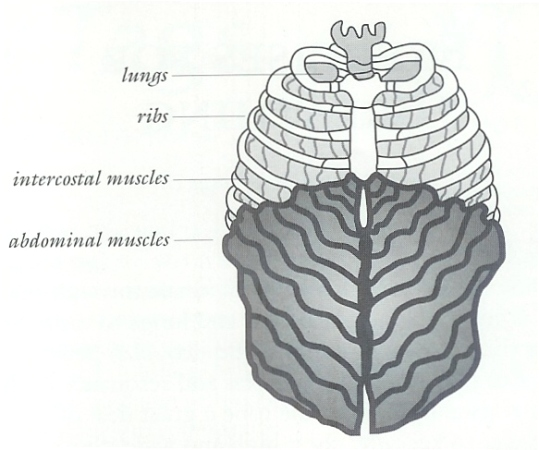 lungs
ribs
intercostal muscles
abdominal muscles